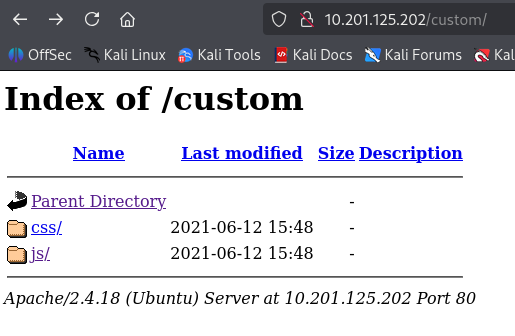 10.201.125.202/custom/
OffSec Kali Linux Kali Tools Kali Docs Kali Forums Kal
Index of /custom
Name Last modified Size Description
Parent Directory -
css/ 2021-06-12 15:48 -
js/ 2021-06-12 15:48 -
Apache/2.4.18 (Ubuntu) Server at 10.201.125.202 Port 80